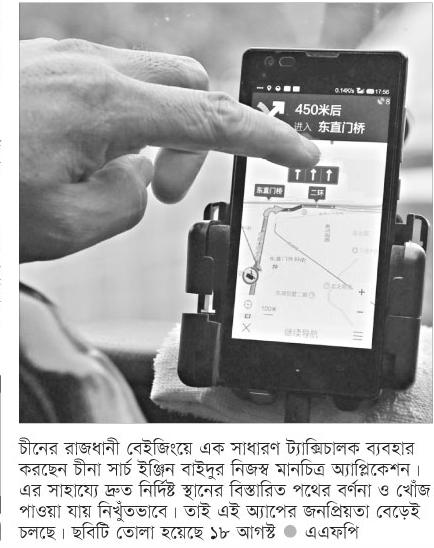 0.14K/s 4G 17:56
450米后
8
进入 东直门桥
东直门桥
二环
100米
继续导航
চীনের রাজধানী বেইজিংয়ে এক সাধারণ ট্যাক্সিচালক ব্যবহার
করছেন চীনা সার্চ ইঞ্জিন বাইদুর নিজস্ব মানচিত্র অ্যাপ্লিকেশন।
এর সাহায্যে দ্রুত নির্দিষ্ট স্থানের বিস্তারিত পথের বর্ণনা ও খোঁজ
পাওয়া যায় নিখুঁতভাবে। তাই এই অ্যাপের জনপ্রিয়তা বেড়েই
চলছে। ছবিটি তোলা হয়েছে ১৮ আগস্ট ● এএফপি